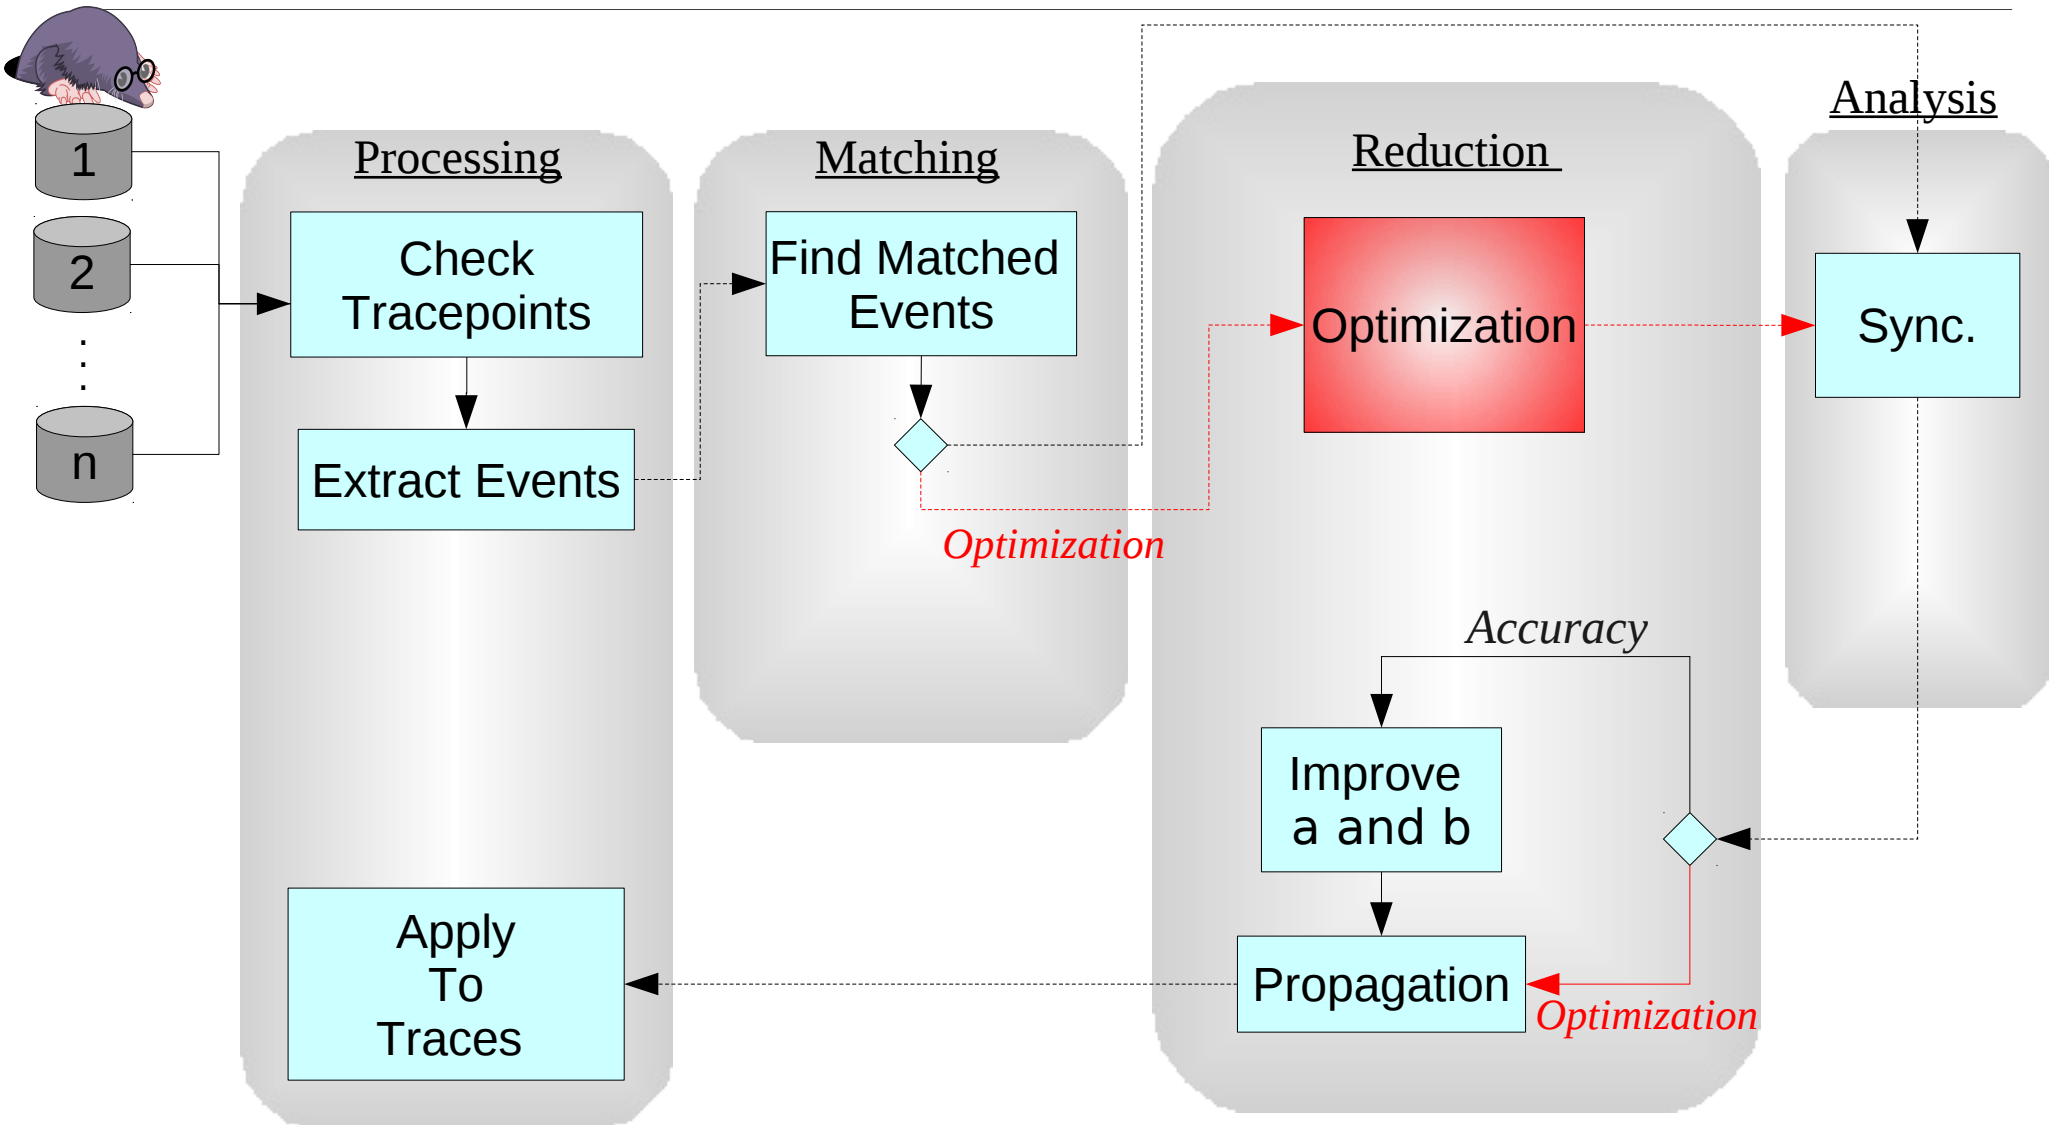 1
2
n
Processing
Check
Tracepoints
Extract Events
Apply
To
Traces
Matching
Find Matched
Events
Optimization
Reduction
Optimization
Accuracy
Improve
a and b
Propagation
Optimization
Analysis
Sync.